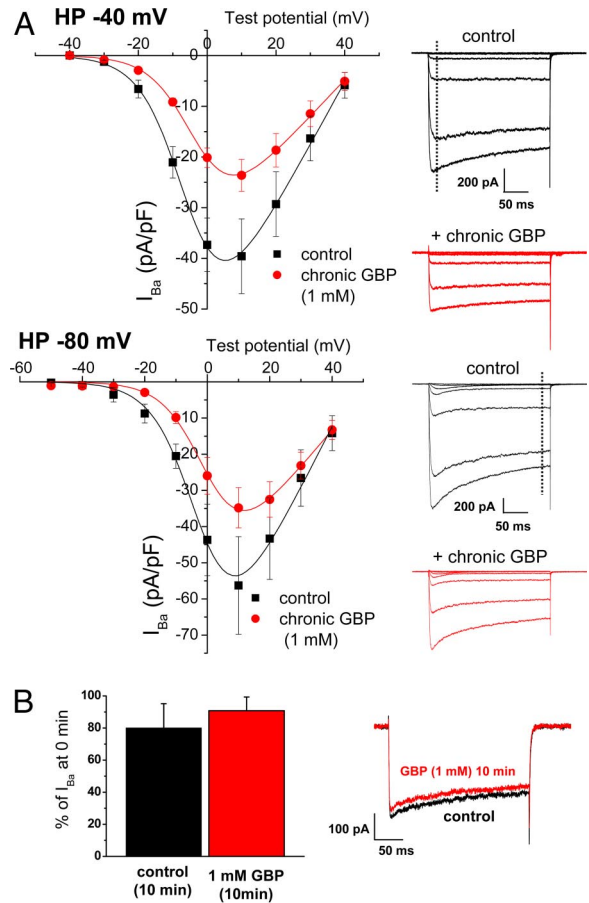 A
HP -40 mV
Test potential (mV)
-40 -20 0 20 40 60
-10
-20
-30
-40
-50
I_Ba (pA/pF)
control
chronic GBP
(1 mM)
control
200 pA
50 ms
+ chronic GBP
HP -80 mV
Test potential (mV)
-60 -40 -20 0 20 40
-10
-20
-30
-40
-50
-60
-70
I_Ba (pA/pF)
control
chronic GBP
(1 mM)
control
200 pA
50 ms
+ chronic GBP
B
100
80
60
40
20
0
% of I_Ba at 0 min
control
(10 min)
1 mM GBP
(10min)
GBP (1 mM) 10 min
control
100 pA
50 ms